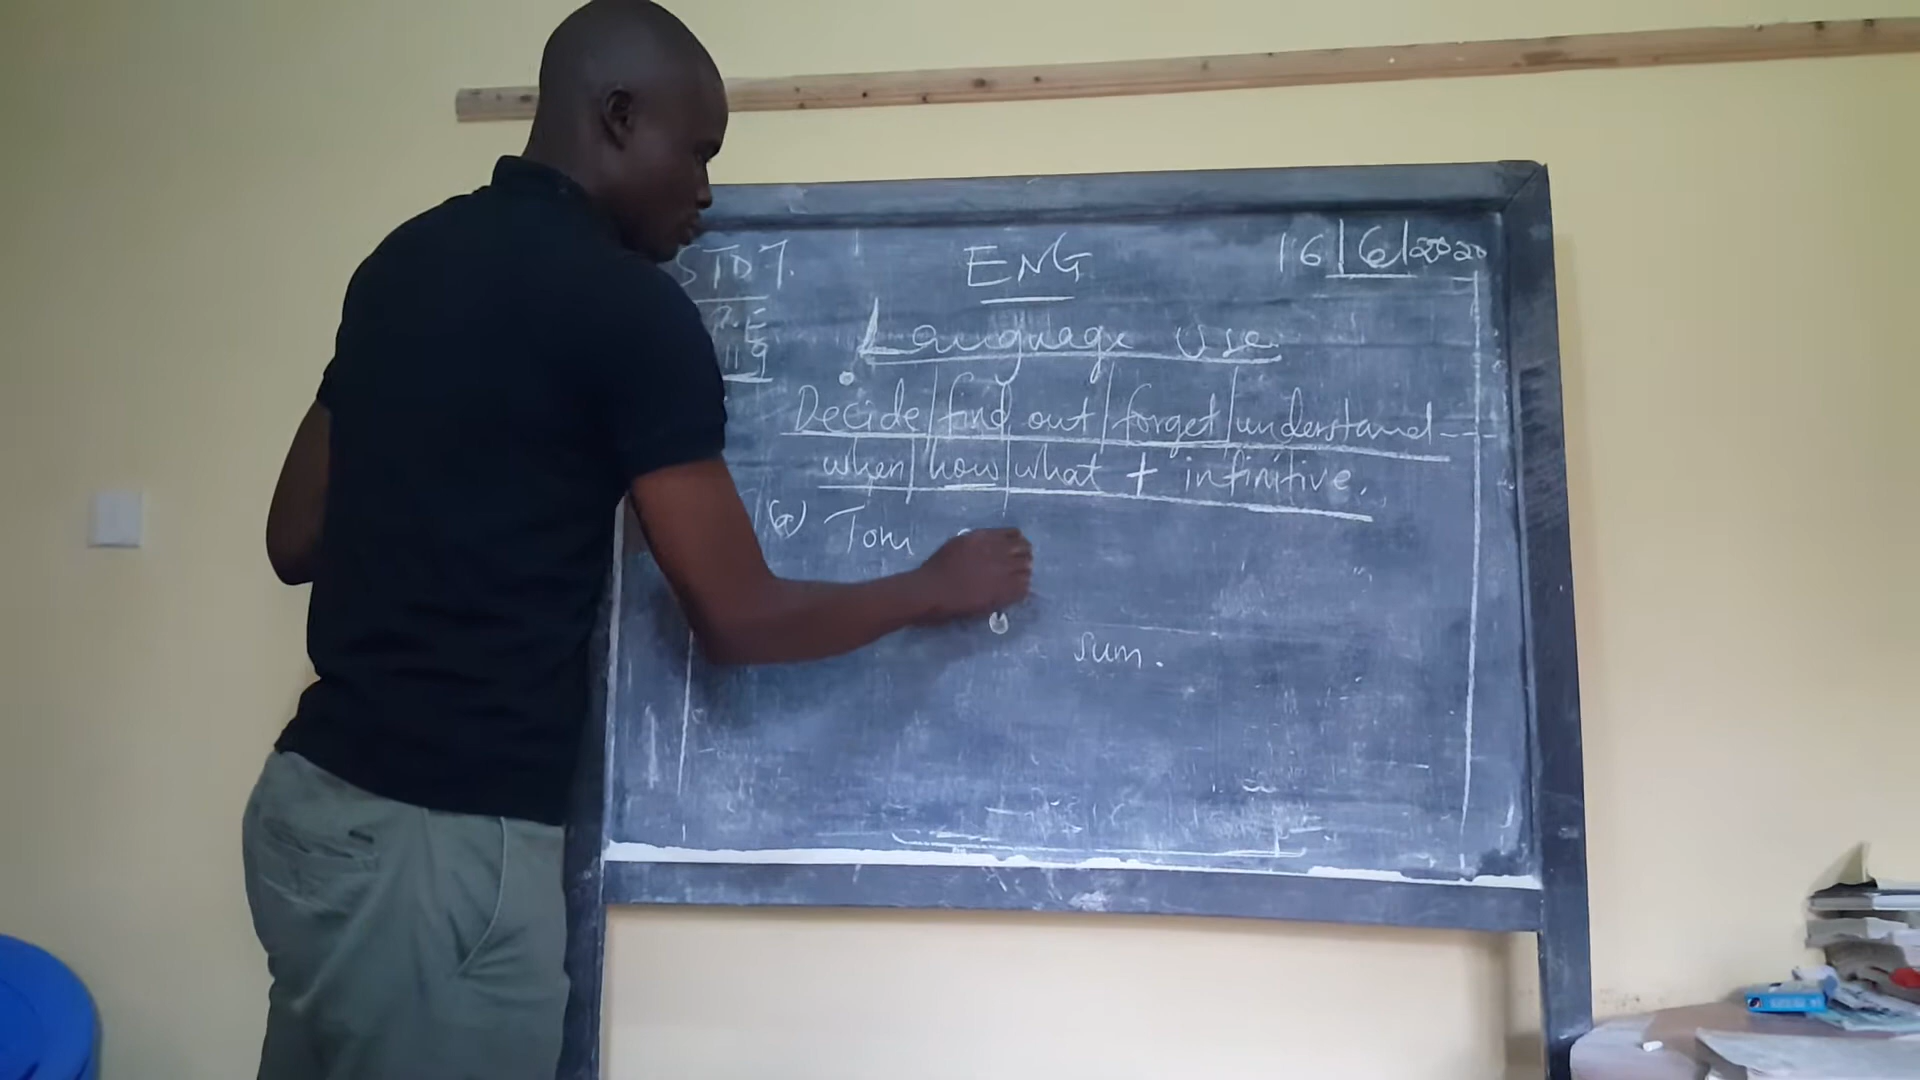 STD 7. ENG 16/6/2020
P.E
119
Language use.
Decide/find out/forget/understand---
when/how/what + infinitive.
(a) Tom
sum.